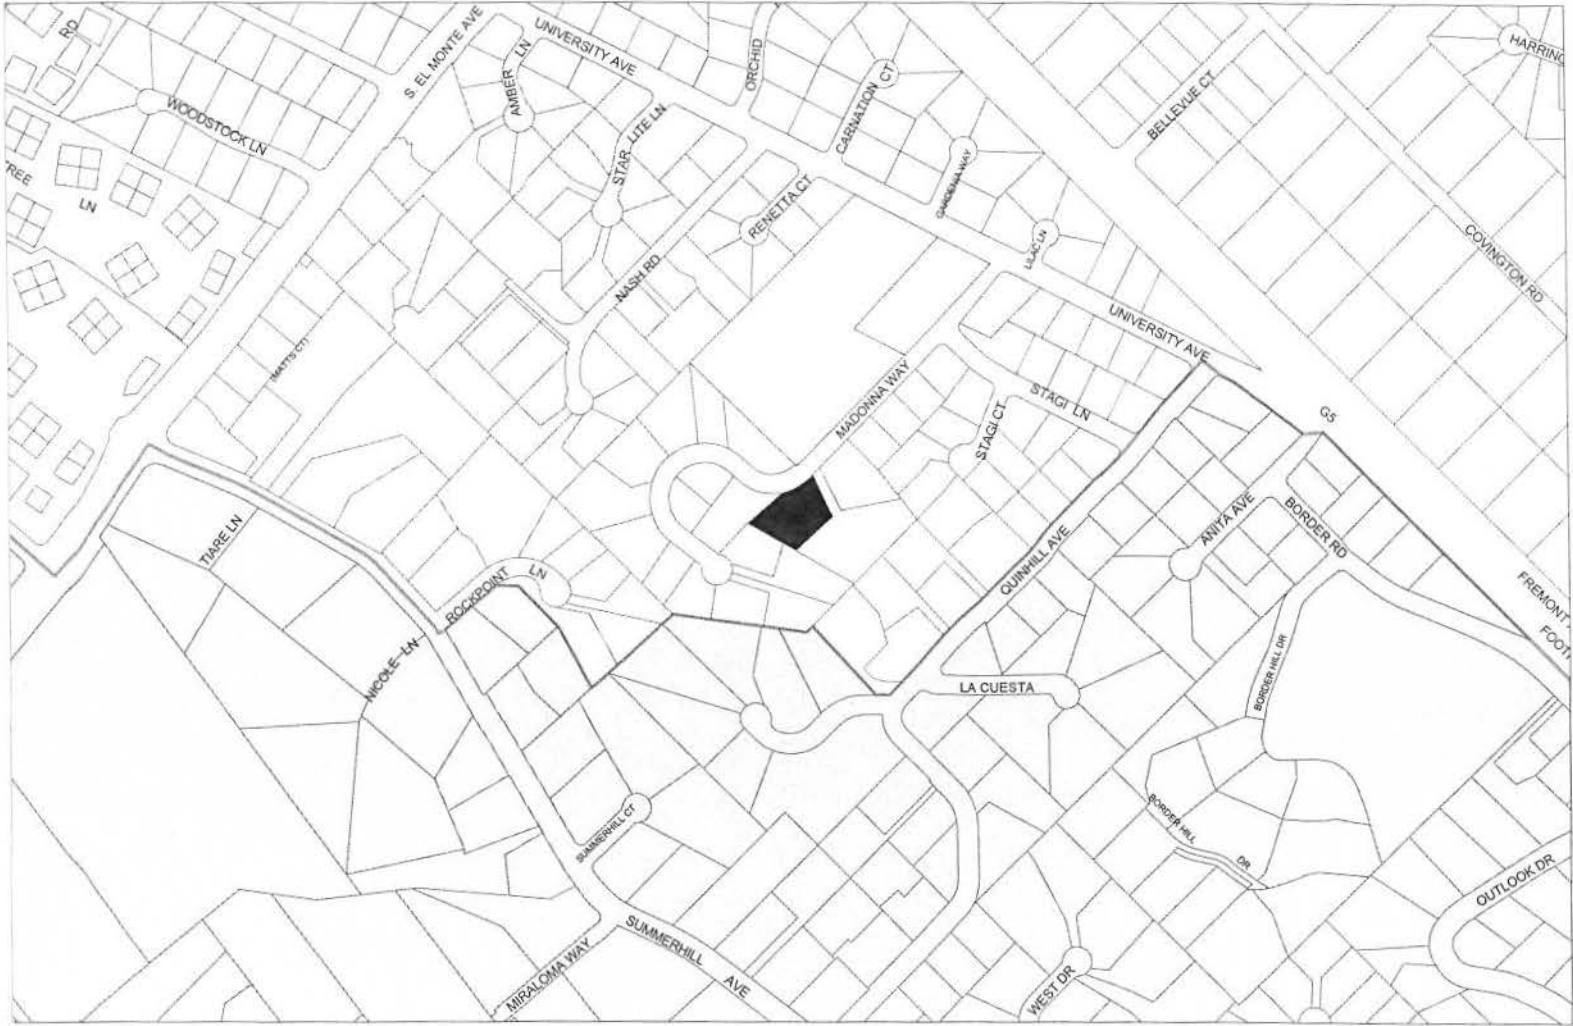 RD
S EL MONTE AVE
AMBER LN
UNIVERSITY AVE
ORCHID
CARNATION CT
BELLEVUE CT
WOODSTOCK LN
STAR LITE LN
GARDENIA WAY
RENETTA CT
LN
LILAC LN
COVINGTON RD
NASH RD
UNIVERSITY AVE
(MATTS CT)
MADONNA WAY
STAGI LN
STAGI CT
G5
TIARE LN
ANITA AVE
BORDER RD
QUINHILL AVE
ROCKPOINT LN
FREMONT
NICOLE LN
BORDER HILL DR
LA CUESTA
SUMMERHILL CT
BORDER HILL DR
OUTLOOK DR
SUMMERHILL AVE
MIRALOMA WAY
WEST DR